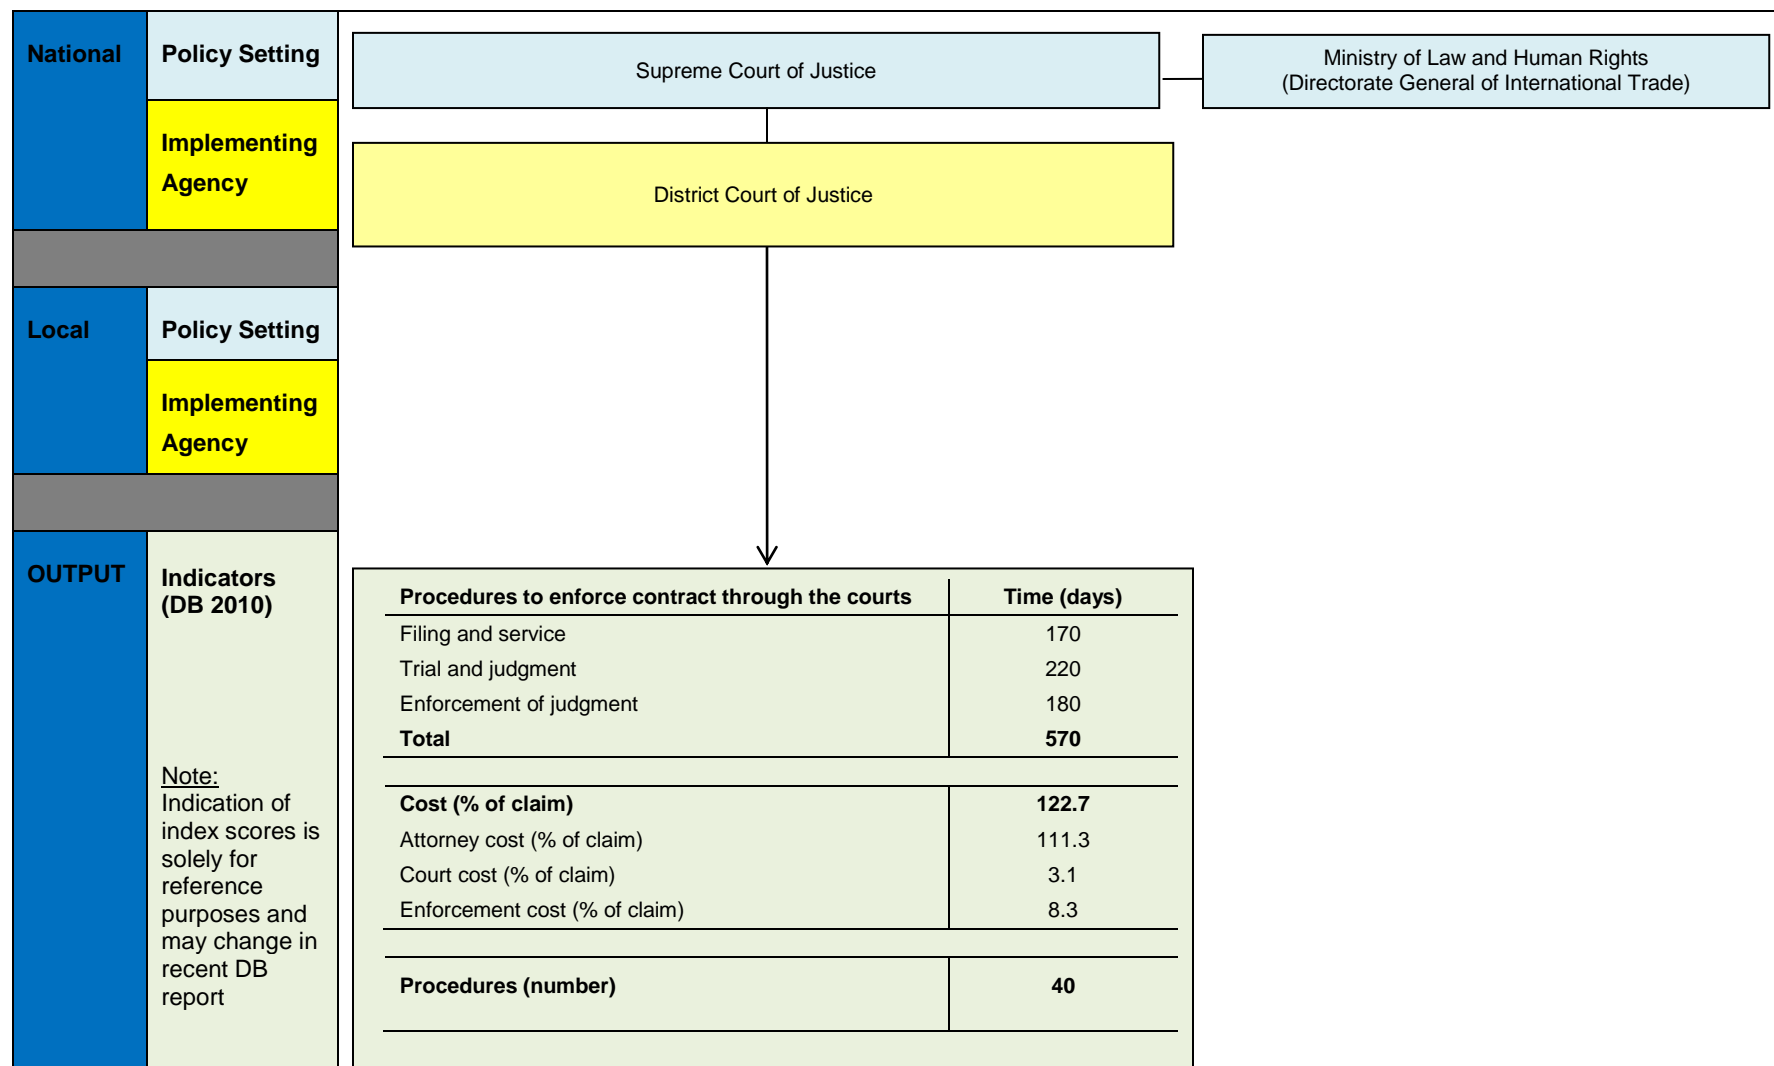 National
Policy Setting
Supreme Court of Justice
Ministry of Law and Human Rights
(Directorate General of International Trade)
Implementing
Agency
District Court of Justice
Local
Policy Setting
Implementing
Agency
OUTPUT
Indicators
(DB 2010)
Note:
Indication of
index scores is
solely for
reference
purposes and
may change in
recent DB
report
Procedures to enforce contract through the courts Time (days)
Filing and service 170
Trial and judgment 220
Enforcement of judgment 180
Total 570
Cost (% of claim) 122.7
Attorney cost (% of claim) 111.3
Court cost (% of claim) 3.1
Enforcement cost (% of claim) 8.3
Procedures (number) 40